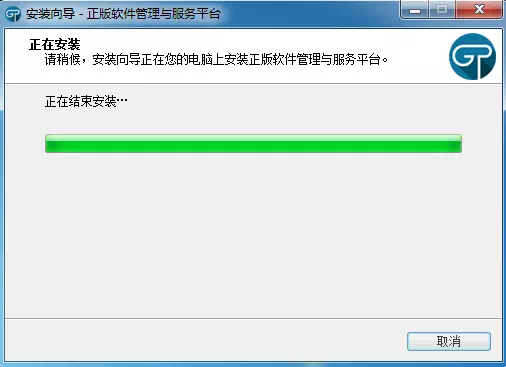 安装向导 - 正版软件管理与服务平台
正在安装
请稍候，安装向导正在您的电脑上安装正版软件管理与服务平台。
GP
正在结束安装…
取消